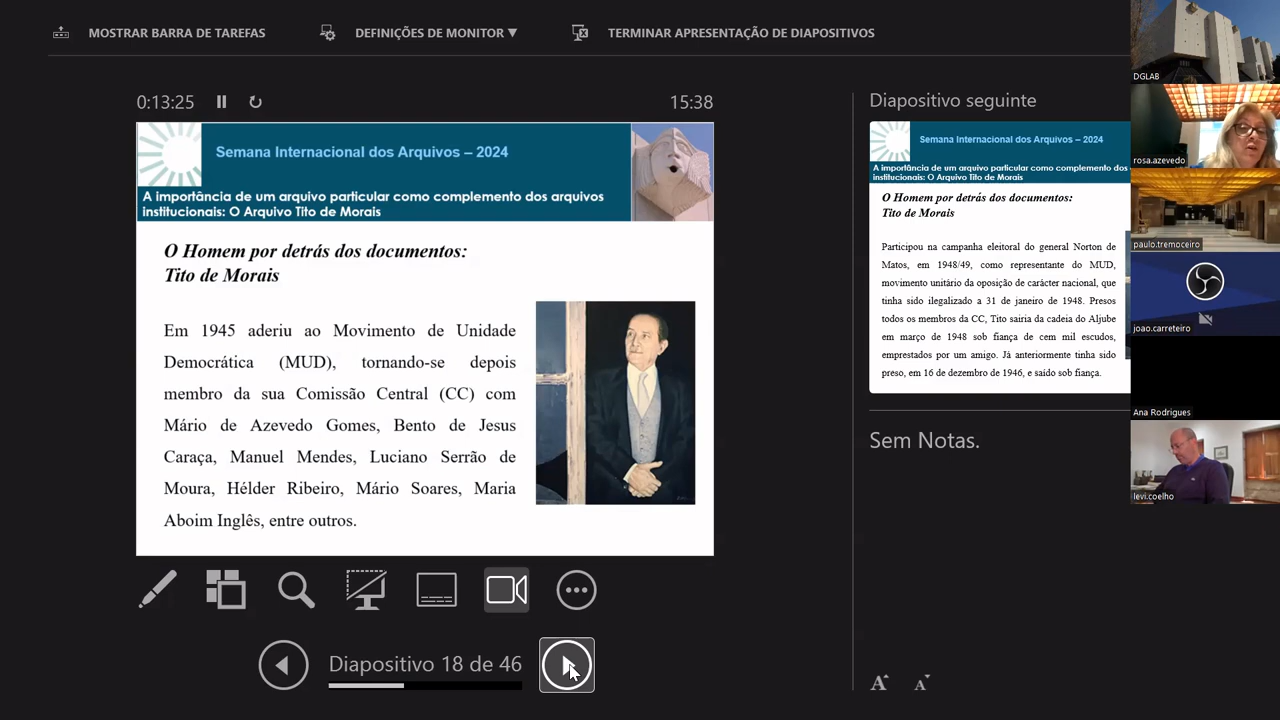 MOSTRAR BARRA DE TAREFAS
DEFINIÇÕES DE MONITOR ▼
TERMINAR APRESENTAÇÃO DE DIAPOSITIVOS
0:13:25
15:38
Semana Internacional dos Arquivos – 2024
A importância de um arquivo particular como complemento dos arquivos
institucionais: O Arquivo Tito de Morais
O Homem por detrás dos documentos:
Tito de Morais
Em 1945 aderiu ao Movimento de Unidade
Democrática (MUD), tornando-se depois
membro da sua Comissão Central (CC) com
Mário de Azevedo Gomes, Bento de Jesus
Caraça, Manuel Mendes, Luciano Serrão de
Moura, Hélder Ribeiro, Mário Soares, Maria
Aboim Inglês, entre outros.
Diapositivo 18 de 46
Diapositivo seguinte
Semana Internacional dos Arquivos – 2024
A importância de um arquivo particular como complemento dos
institucionais: O Arquivo Tito de Morais
O Homem por detrás dos documentos:
Tito de Morais
Participou na campanha eleitoral do general Norton de
Matos, em 1948/49, como representante do MUD,
movimento unitário da oposição de carácter nacional, que
tinha sido ilegalizado a 31 de janeiro de 1948. Presos
todos os membros da CC, Tito sairia da cadeia do Aljube
em março de 1948 sob fiança de cem mil escudos,
emprestados por um amigo. Já anteriormente tinha sido
preso, em 16 de dezembro de 1946, e saído sob fiança.
Sem Notas.
A A
DGLAB
rosa.azevedo
paulo.tremoceiro
joao.carreteiro
Ana Rodrigues
levi.coelho